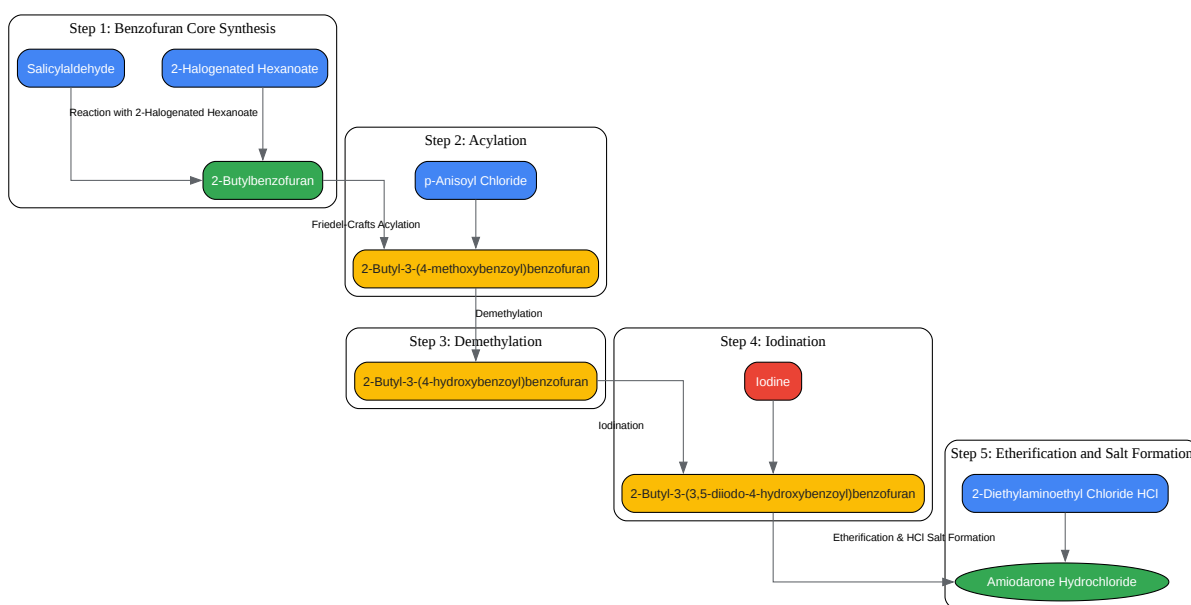 Step 1: Benzofuran Core Synthesis
Salicylaldehyde
2-Halogenated Hexanoate
Reaction with 2-Halogenated Hexanoate
2-Butylbenzofuran
Step 2: Acylation
p-Anisoyl Chloride
Friedel-Crafts Acylation
2-Butyl-3-(4-methoxybenzoyl)benzofuran
Demethylation
Step 3: Demethylation
2-Butyl-3-(4-hydroxybenzoyl)benzofuran
Step 4: Iodination
Iodine
Iodination
2-Butyl-3-(3,5-diiodo-4-hydroxybenzoyl)benzofuran
Step 5: Etherification and Salt Formation
2-Diethylaminoethyl Chloride HCl
Etherification & HCl Salt Formation
Amiodarone Hydrochloride